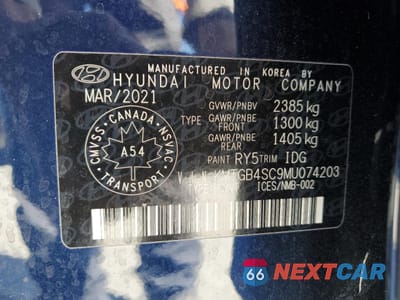 MANUFACTURED IN KOREA BY
HYUNDAI MOTOR COMPANY
MAR/2021
GVWR/PNBV 2385 kg
TYPE GAWR/PNBE FRONT 1300 kg
GAWR/PNBE REAR 1405 kg
PAINT RY5 TRIM IDG
CMVSS · CANADA · NSVAC
A54
TRANSPORT
V.I.N KMTGB4SC9MU074203
ICES/NMB-002
66 NEXTCAR